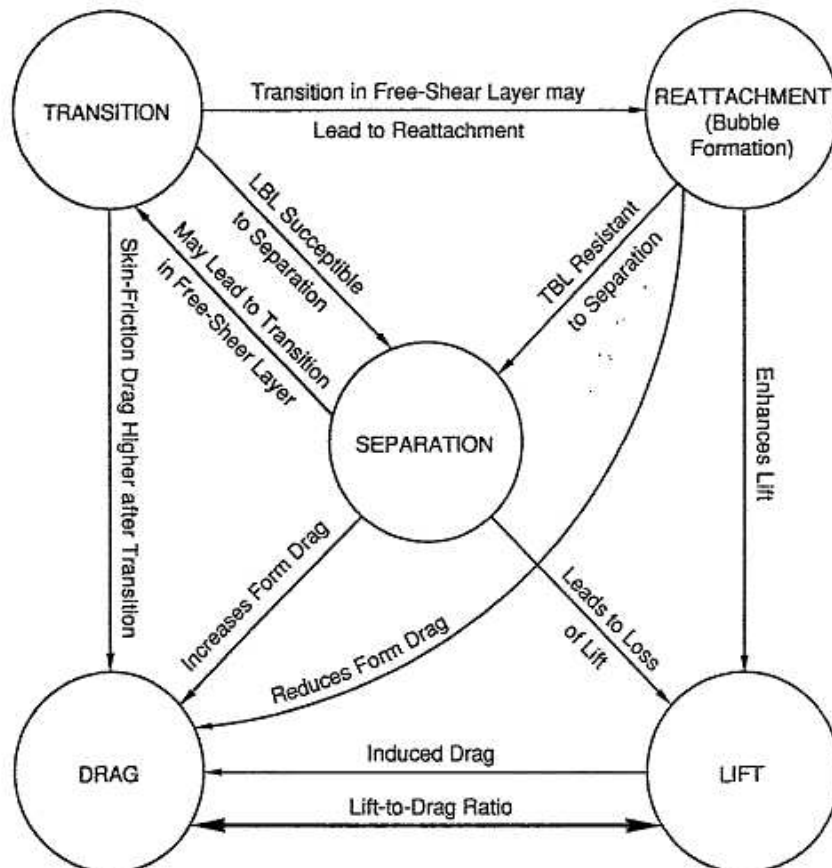 TRANSITION
Transition in Free-Shear Layer may
Lead to Reattachment
REATTACHMENT
(Bubble
Formation)
LBL Succeptible
to Separation
May Lead to Transition
in Free-Sheer Layer
TBL Resistant
to Separation
Skin-Friction Drag Higher after Transition
Enhances Lift
SEPARATION
Increases Form Drag
Reduces Form Drag
Leads to Loss
of Lift
DRAG
Induced Drag
Lift-to-Drag Ratio
LIFT